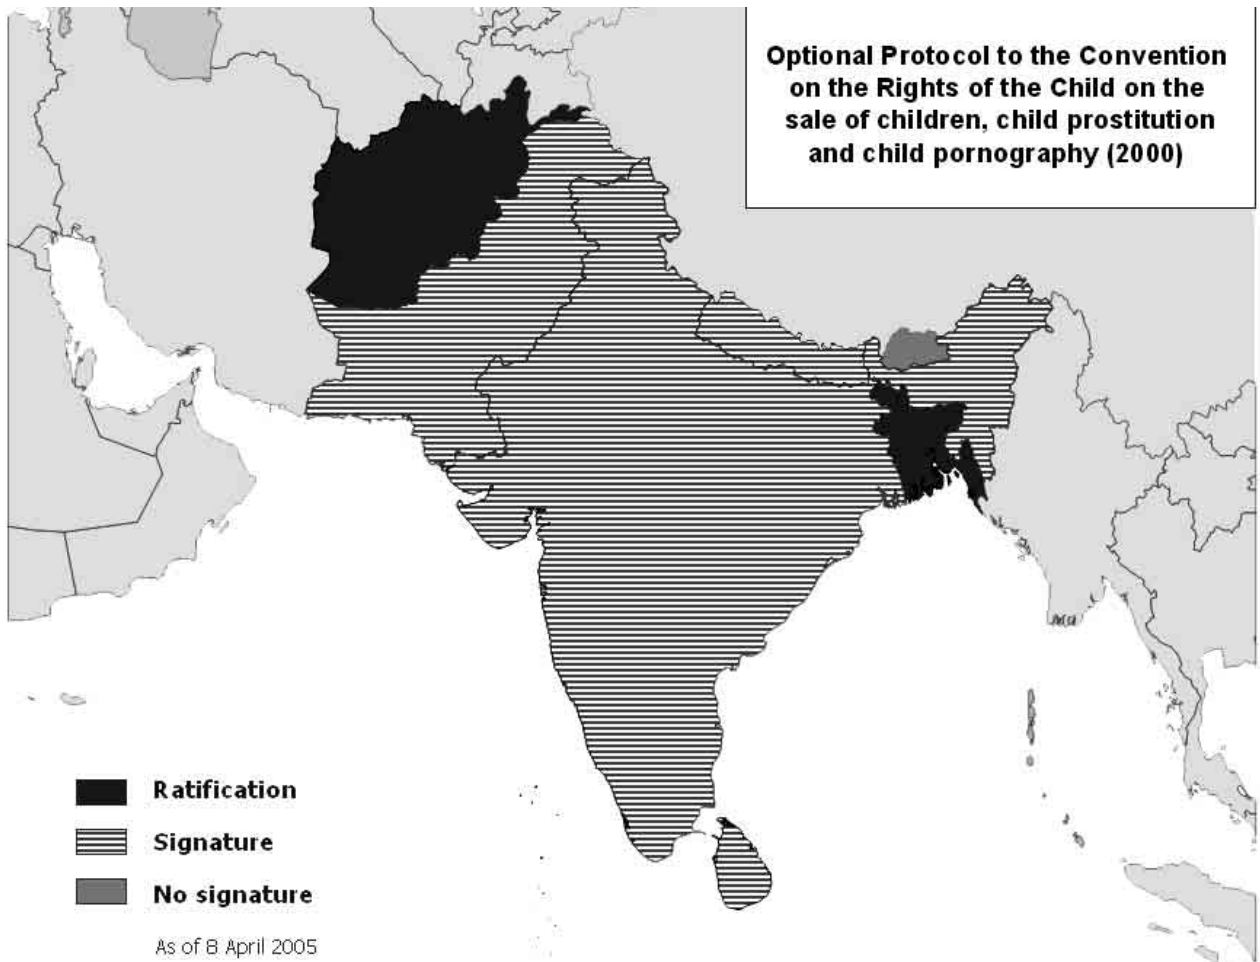 Optional Protocol to the Convention
on the Rights of the Child on the
sale of children, child prostitution
and child pornography (2000)
Ratification
Signature
No signature
As of 8 April 2005